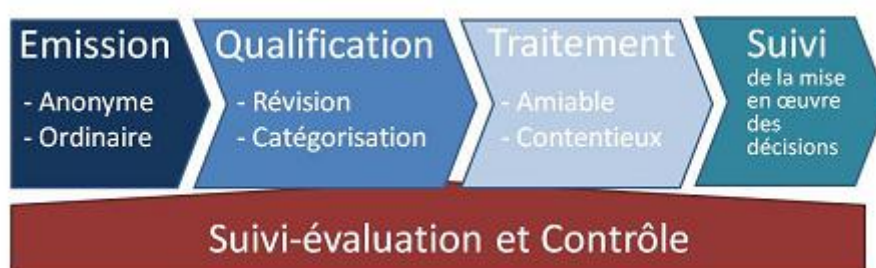 Emission
- Anonyme
- Ordinaire
Qualification
- Révision
- Catégorisation
Traitement
- Amiable
- Contentieux
Suivi
de la mise
en œuvre
des
décisions
Suivi-évaluation et Contrôle